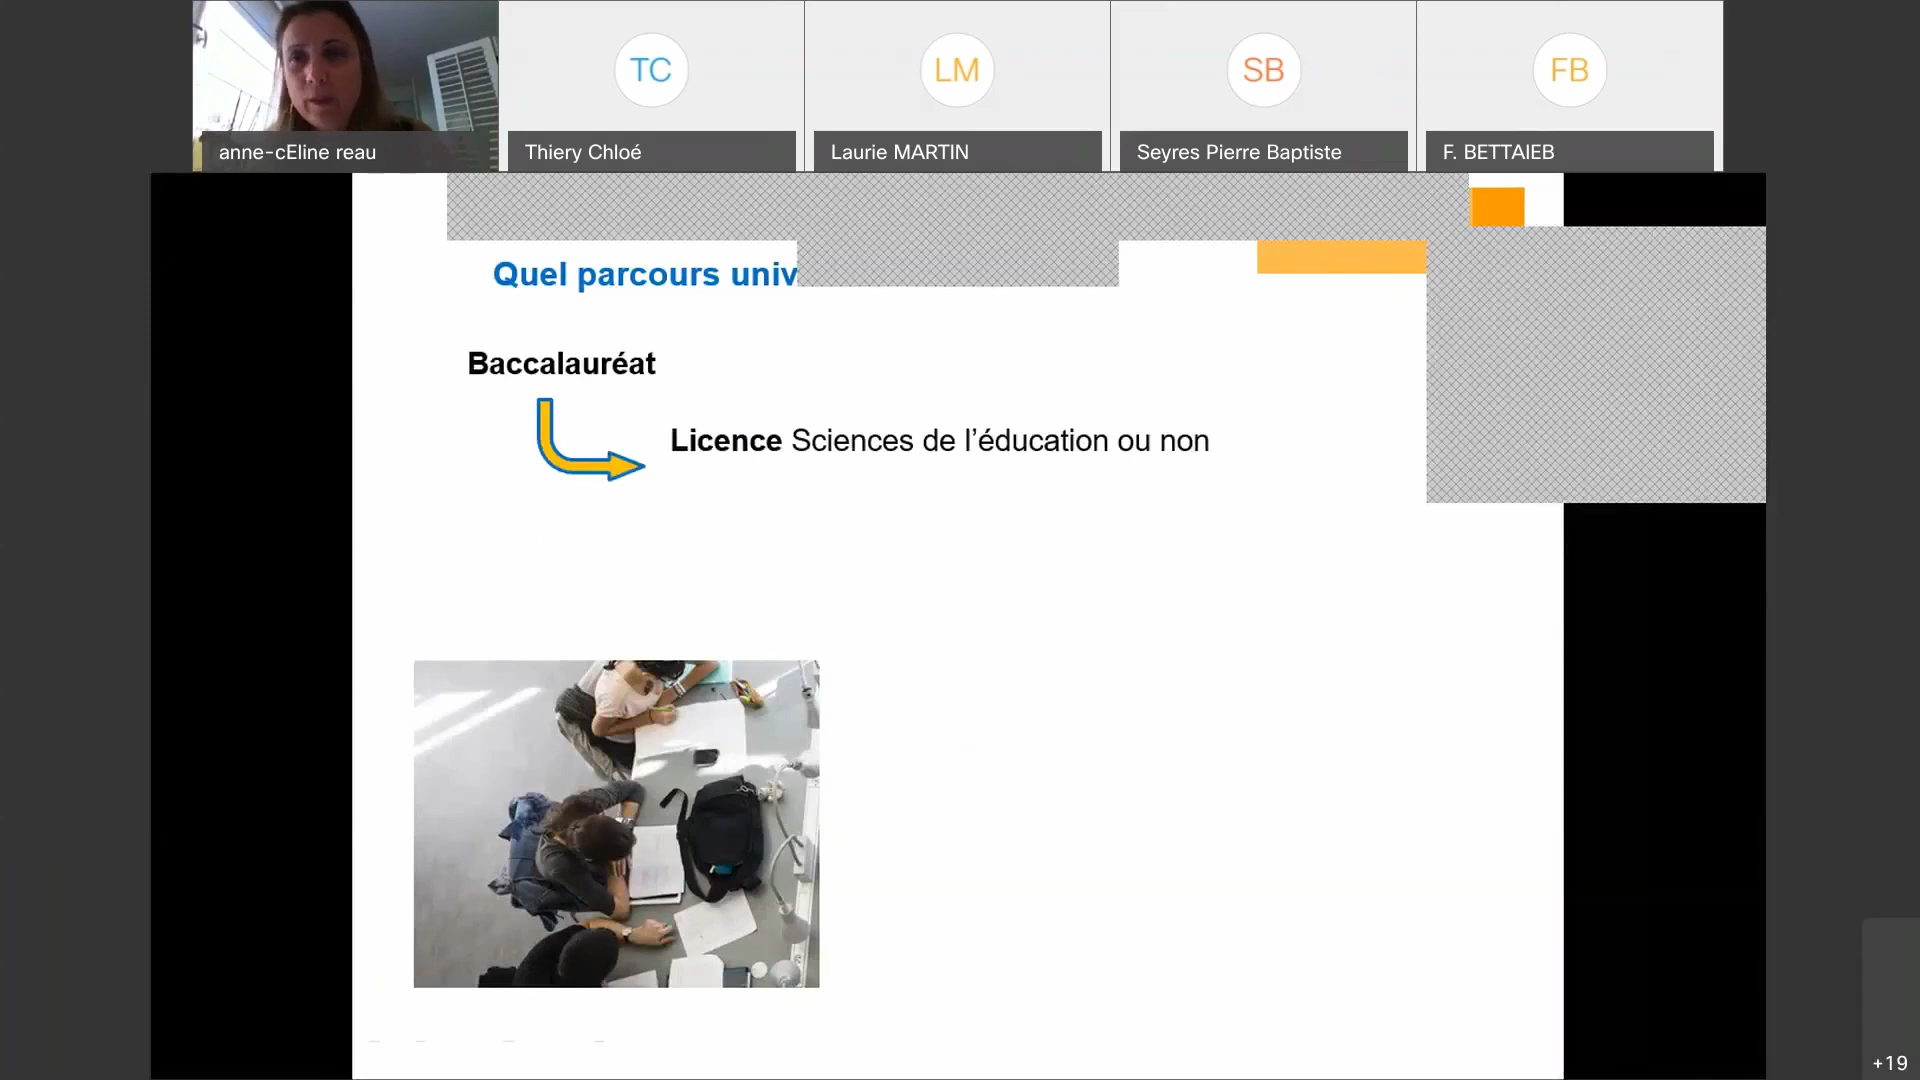 TC
LM
SB
FB
anne-cEline reau
Thiery Chloé
Laurie MARTIN
Seyres Pierre Baptiste
F. BETTAIEB
Quel parcours univ
Baccalauréat
Licence Sciences de l’éducation ou non
+19